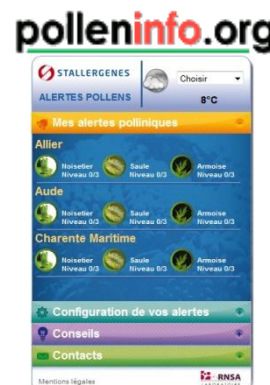 polleninfo.org
STALLERGENES
Choisir
ALERTES POLLENS
8°C
Mes alertes polliniques
Allier
Noisetier
Niveau 0/3
Saule
Niveau 0/3
Armoise
Niveau 0/3
Aude
Noisetier
Niveau 0/3
Saule
Niveau 0/3
Armoise
Niveau 0/3
Charente Maritime
Noisetier
Niveau 0/3
Saule
Niveau 0/3
Armoise
Niveau 0/3
Configuration de vos alertes
Conseils
Contacts
Mentions légales
RNSA